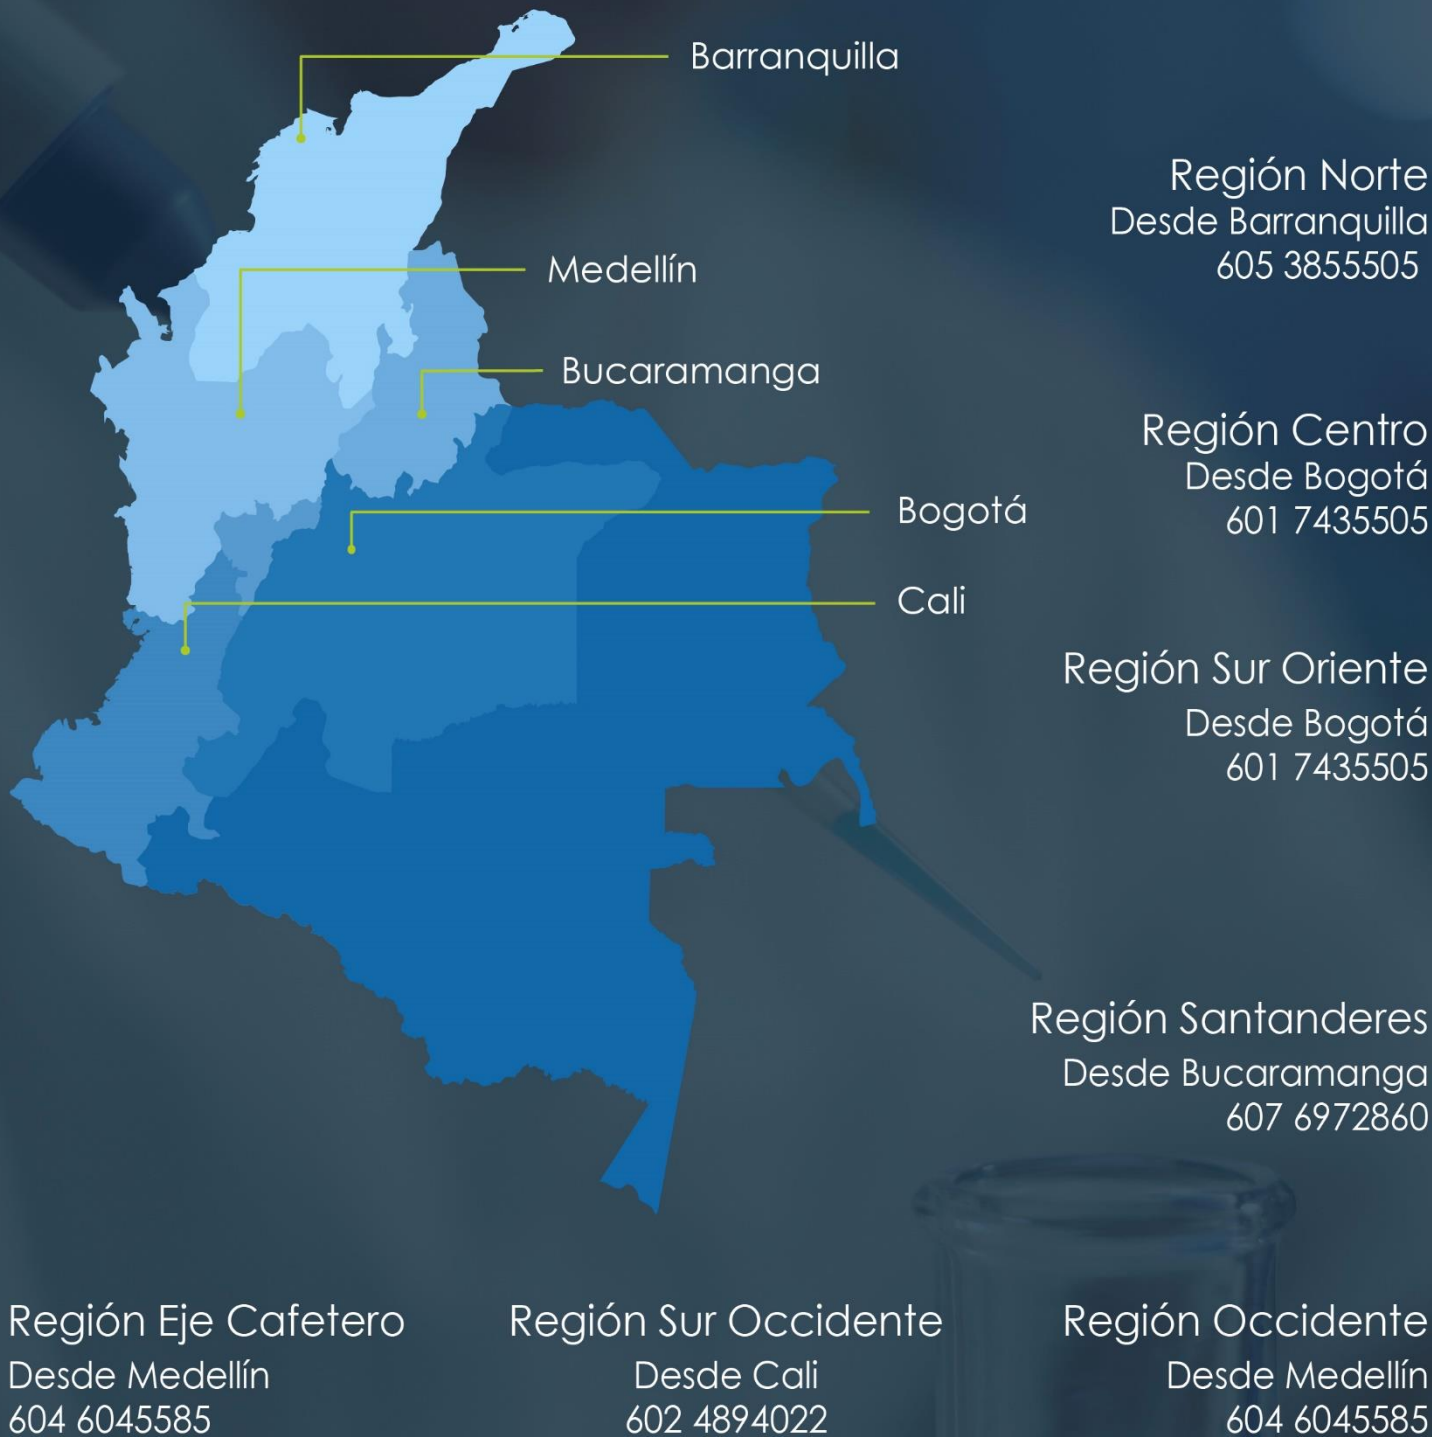 Barranquilla
Medellín
Bucaramanga
Bogotá
Cali
Región Norte
Desde Barranquilla
605 3855505
Región Centro
Desde Bogotá
601 7435505
Región Sur Oriente
Desde Bogotá
601 7435505
Región Santanderes
Desde Bucaramanga
607 6972860
Región Eje Cafetero
Desde Medellín
604 6045585
Región Sur Occidente
Desde Cali
602 4894022
Región Occidente
Desde Medellín
604 6045585